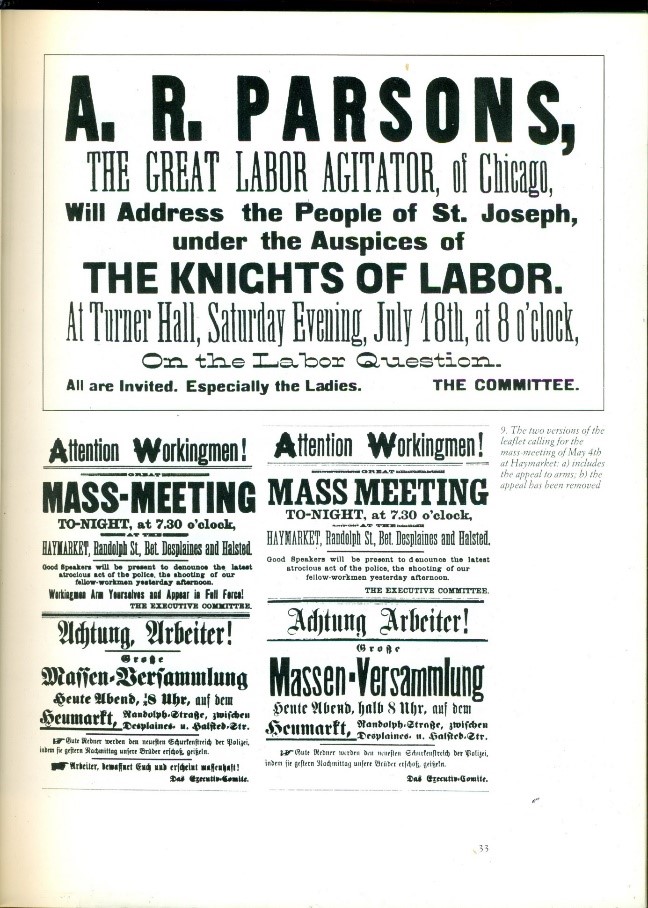 A. R. PARSONS,
THE GREAT LABOR AGITATOR, of Chicago,
Will Address the People of St. Joseph,
under the Auspices of
THE KNIGHTS OF LABOR.
At Turner Hall, Saturday Evening, July 18th, at 8 o'clock,
On the Labor Question.
All are Invited. Especially the Ladies. THE COMMITTEE.
Attention Workingmen!
GREAT
MASS-MEETING
TO-NIGHT, at 7.30 o'clock,
AT THE
HAYMARKET, Randolph St., Bet. Desplaines and Halsted.
Good Speakers will be present to denounce the latest
atrocious act of the police, the shooting of our
fellow-workmen yesterday afternoon.
Workingmen Arm Yourselves and Appear in Full Force!
THE EXECUTIVE COMMITTEE.
Achtung, Arbeiter!
Große
Massen-Versammlung
Heute Abend, ½8 Uhr, auf dem
Heumarkt, Randolph-Straße, zwischen
Desplaines- u. Halsted-Str.
☞ Gute Redner werden den neuesten Schurkenstreich der Polizei,
indem sie gestern Nachmittag unsere Brüder erschoß, geißeln.
☛ Arbeiter, bewaffnet Euch und erscheint massenhaft!
Das Executiv-Comite.
Attention Workingmen!
GREAT
MASS MEETING
TO-NIGHT, at 7.30 o'clock,
AT THE
HAYMARKET, Randolph St., Bet. Desplaines and Halsted.
Good Speakers will be present to denounce the latest
atrocious act of the police, the shooting of our
fellow-workmen yesterday afternoon.
THE EXECUTIVE COMMITTEE.
Achtung Arbeiter!
Große
Massen-Versammlung
Heute Abend, halb 8 Uhr, auf dem
Heumarkt, Randolph-Straße, zwischen
Desplaines- u. Halsted-Str.
☞ Gute Redner werden den neuesten Schurkenstreich der Polizei,
indem sie gestern Nachmittag unsere Brüder erschoß, geißeln.
Das Executiv-Comite.
9. The two versions of the
leaflet calling for the
mass-meeting of May 4th
at Haymarket: a) includes
the appeal to arms; b) the
appeal has been removed
33